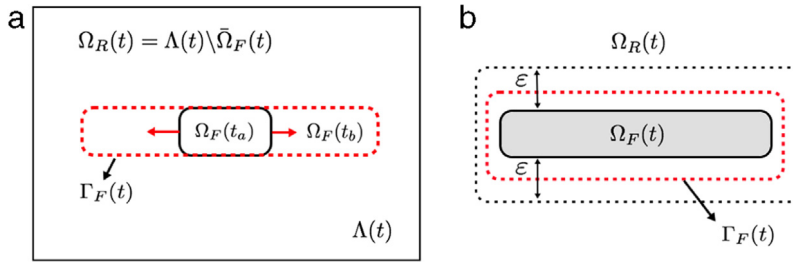 a
Ω_R(t) = Λ(t)\Ω̄_F(t)
Ω_F(t_a)
Ω_F(t_b)
Γ_F(t)
Λ(t)
b
Ω_R(t)
ε
Ω_F(t)
ε
Γ_F(t)